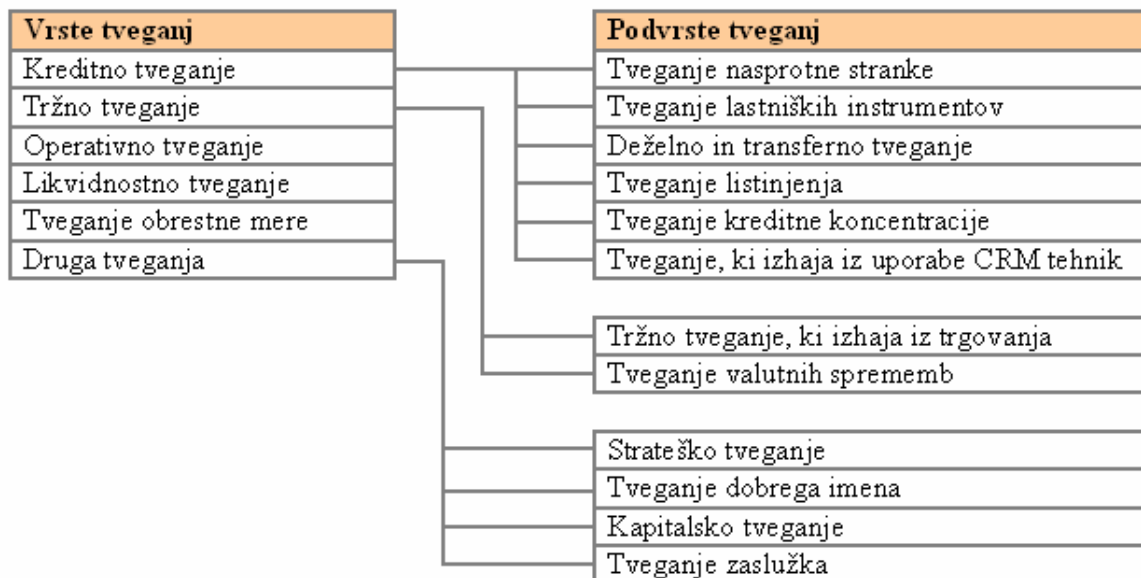 Vrste tveganj
Kreditno tveganje
Tržno tveganje
Operativno tveganje
Likvidnostno tveganje
Tveganje obrestne mere
Druga tveganja
Podvrste tveganj
Tveganje nasprotne stranke
Tveganje lastniških instrumentov
Deželno in transferno tveganje
Tveganje listinjenja
Tveganje kreditne koncentracije
Tveganje, ki izhaja iz uporabe CRM tehnik
Tržno tveganje, ki izhaja iz trgovanja
Tveganje valutnih sprememb
Strateško tveganje
Tveganje dobrega imena
Kapitalsko tveganje
Tveganje zaslužka